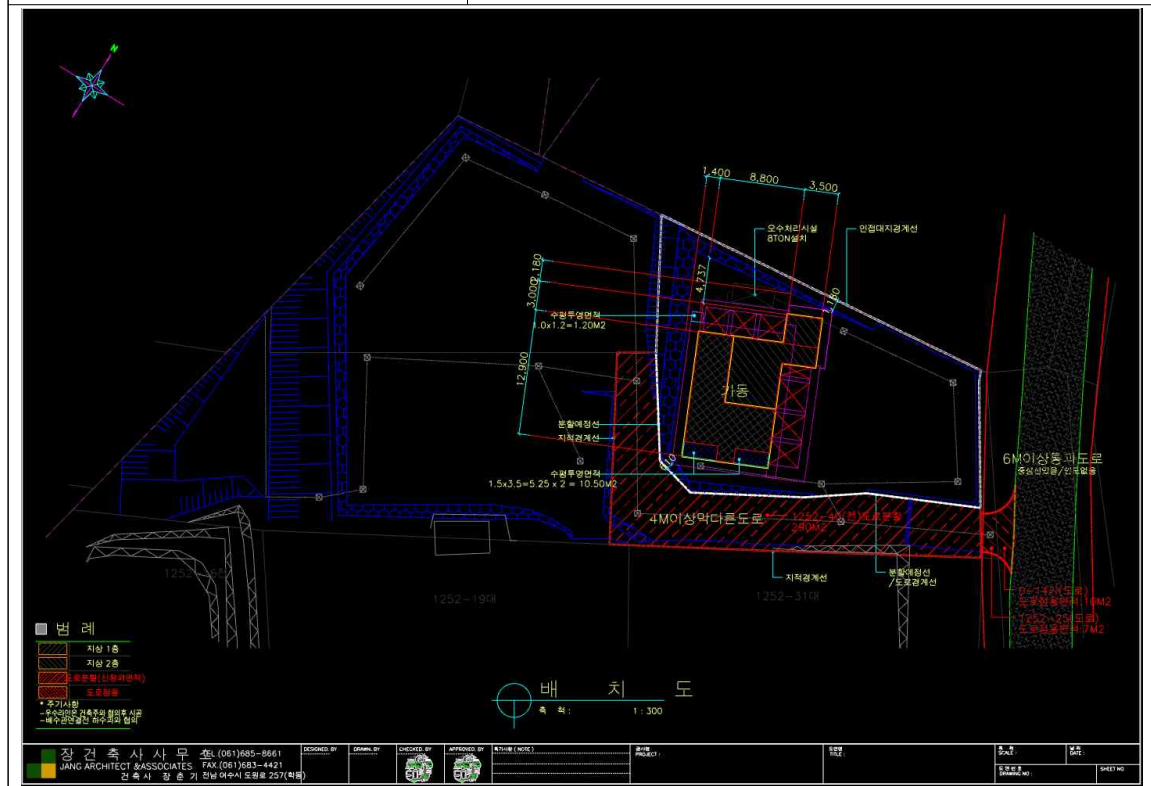 N
1,400
8,800
3,500
오수처리시설
8TON설치
인접대지경계선
2,180
3,000
4,737
1,160
수평투영면적
1.0x1.2=1.20M2
12,900
가동
분할예정선
지적경계선
수평투영면적
1.5x3.5=5.25 x 2 = 10.50M2
6M이상통과도로
4M이상막다른도로
지적경계선
분할예정선
/도로경계선
1252-19대
1252-31대
도로점용면적:7M2
범 례
지상 1층
지상 2층
도로점용
* 주기사항
배 치 도
축 척 :
1 : 300
장 건 축 사 사 무 소
TEL.(061)685-8661
JANG ARCHITECT &ASSOCIATES
FAX.(061)683-4421
건 축 사 장 춘 기
전남 여수시 도원로 257(학동)
DESIGNED. BY
DRAWN. BY
CHECKED. BY
APPROVED. BY
특기사항 ( NOTE )
공사명
PROJECT :
도면명
TITLE :
축 척
SCALE :
날 짜
DATE :
도 면 번 호
DRAWING NO :
SHEET NO